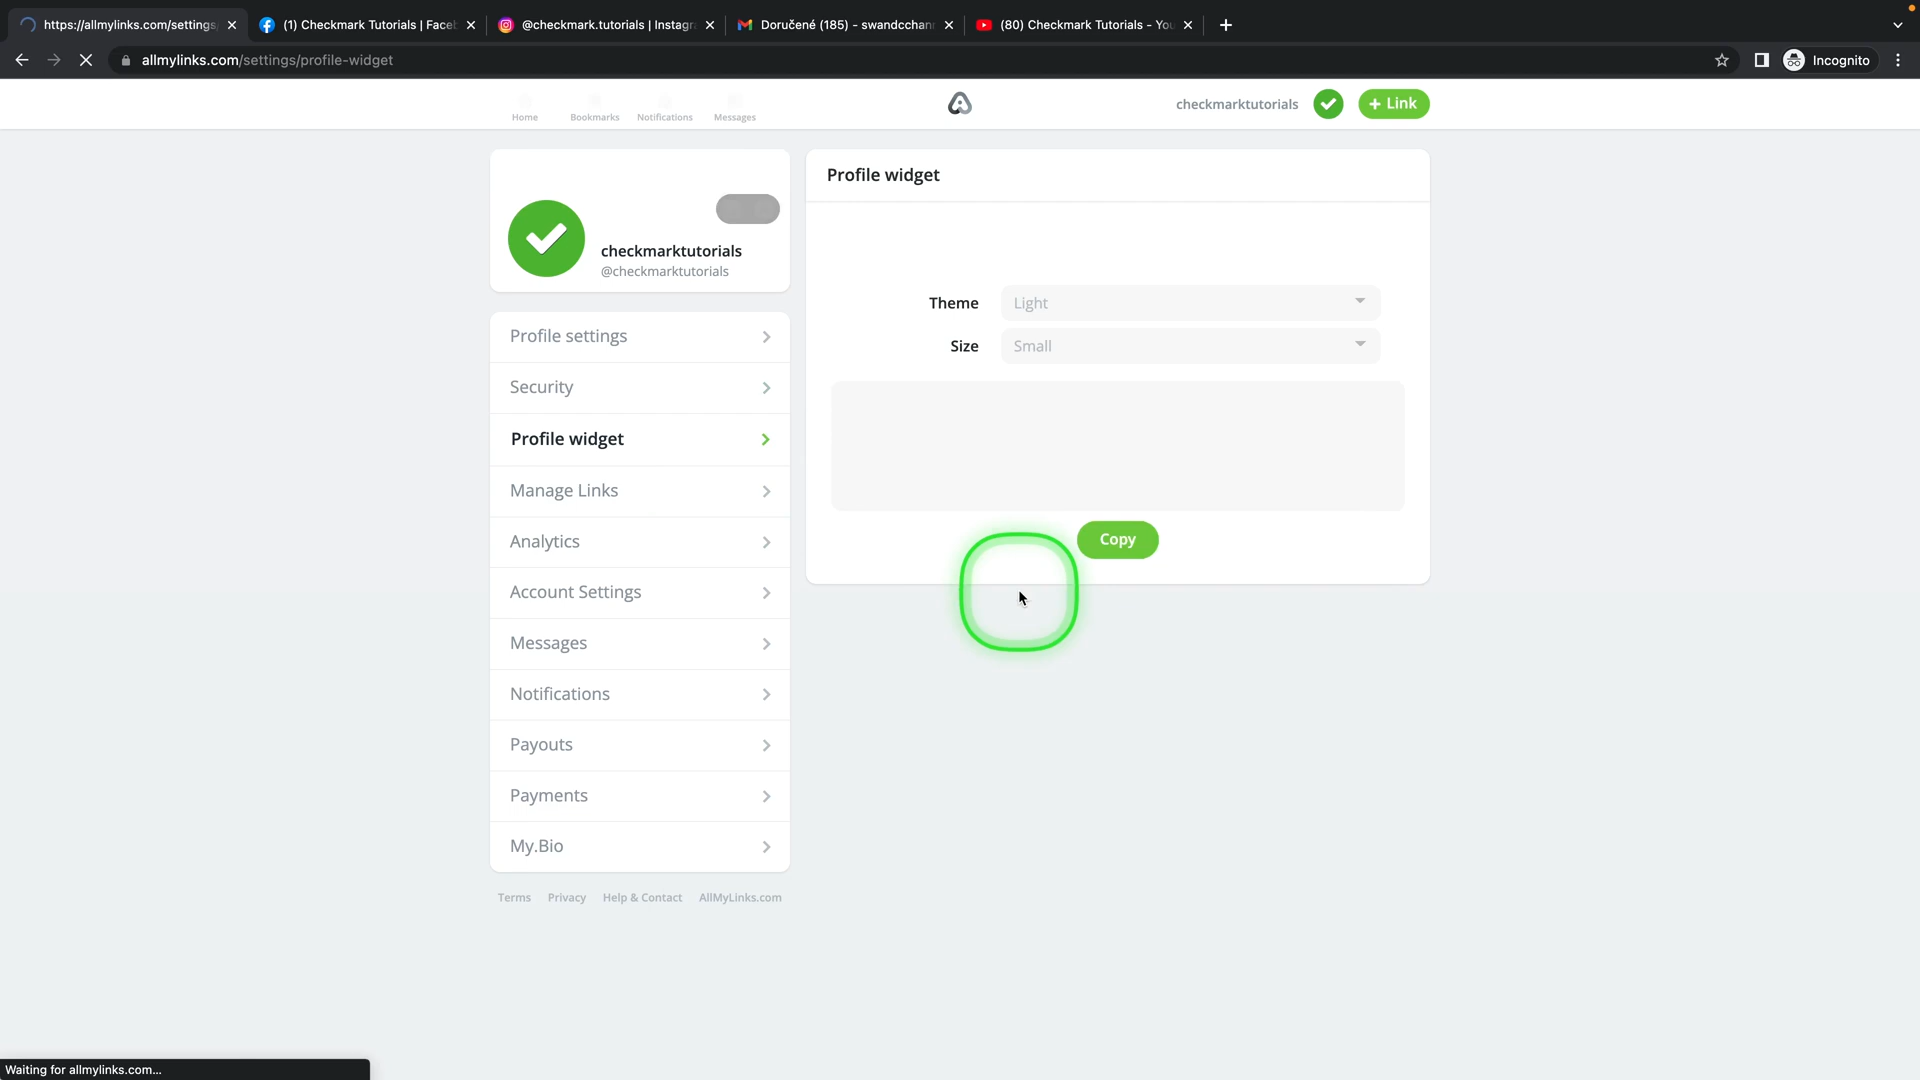 https://allmylinks.com/settings
(1) Checkmark Tutorials | Faceb
@checkmark.tutorials | Instagra
Doručené (185) - swandcchann
(80) Checkmark Tutorials - You
allmylinks.com/settings/profile-widget
Incognito
Home
Bookmarks
Notifications
Messages
checkmarktutorials
+ Link
checkmarktutorials
@checkmarktutorials
Profile settings
Security
Profile widget
Manage Links
Analytics
Account Settings
Messages
Notifications
Payouts
Payments
My.Bio
Terms Privacy Help & Contact AllMyLinks.com
Profile widget
Theme Light
Size Small
Copy
Waiting for allmylinks.com...